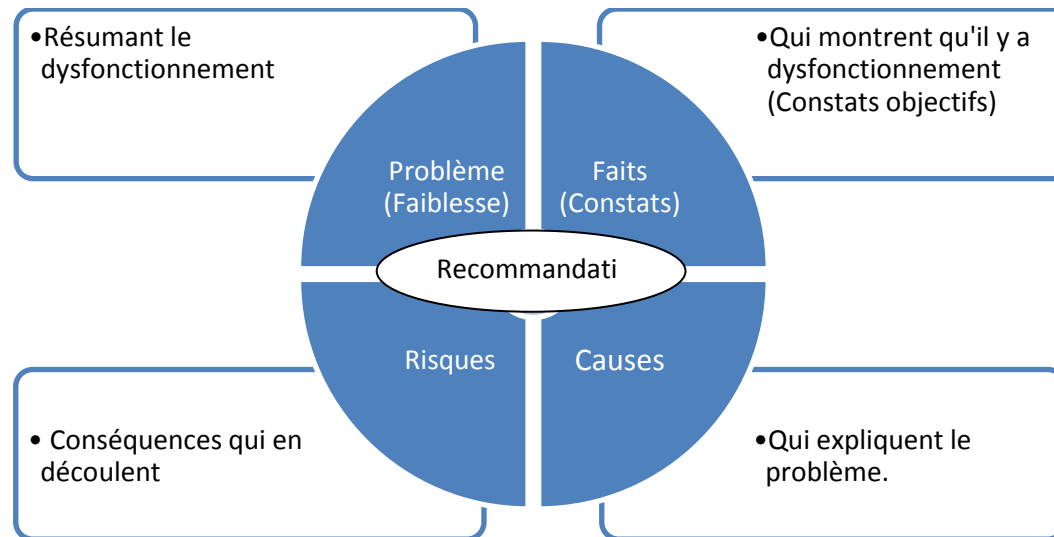 •Résumant le
dysfonctionnement
•Qui montrent qu'il y a
dysfonctionnement
(Constats objectifs)
Problème
(Faiblesse)
Faits
(Constats)
Recommandati
Risques
Causes
• Conséquences qui en
découlent
•Qui expliquent le
problème.